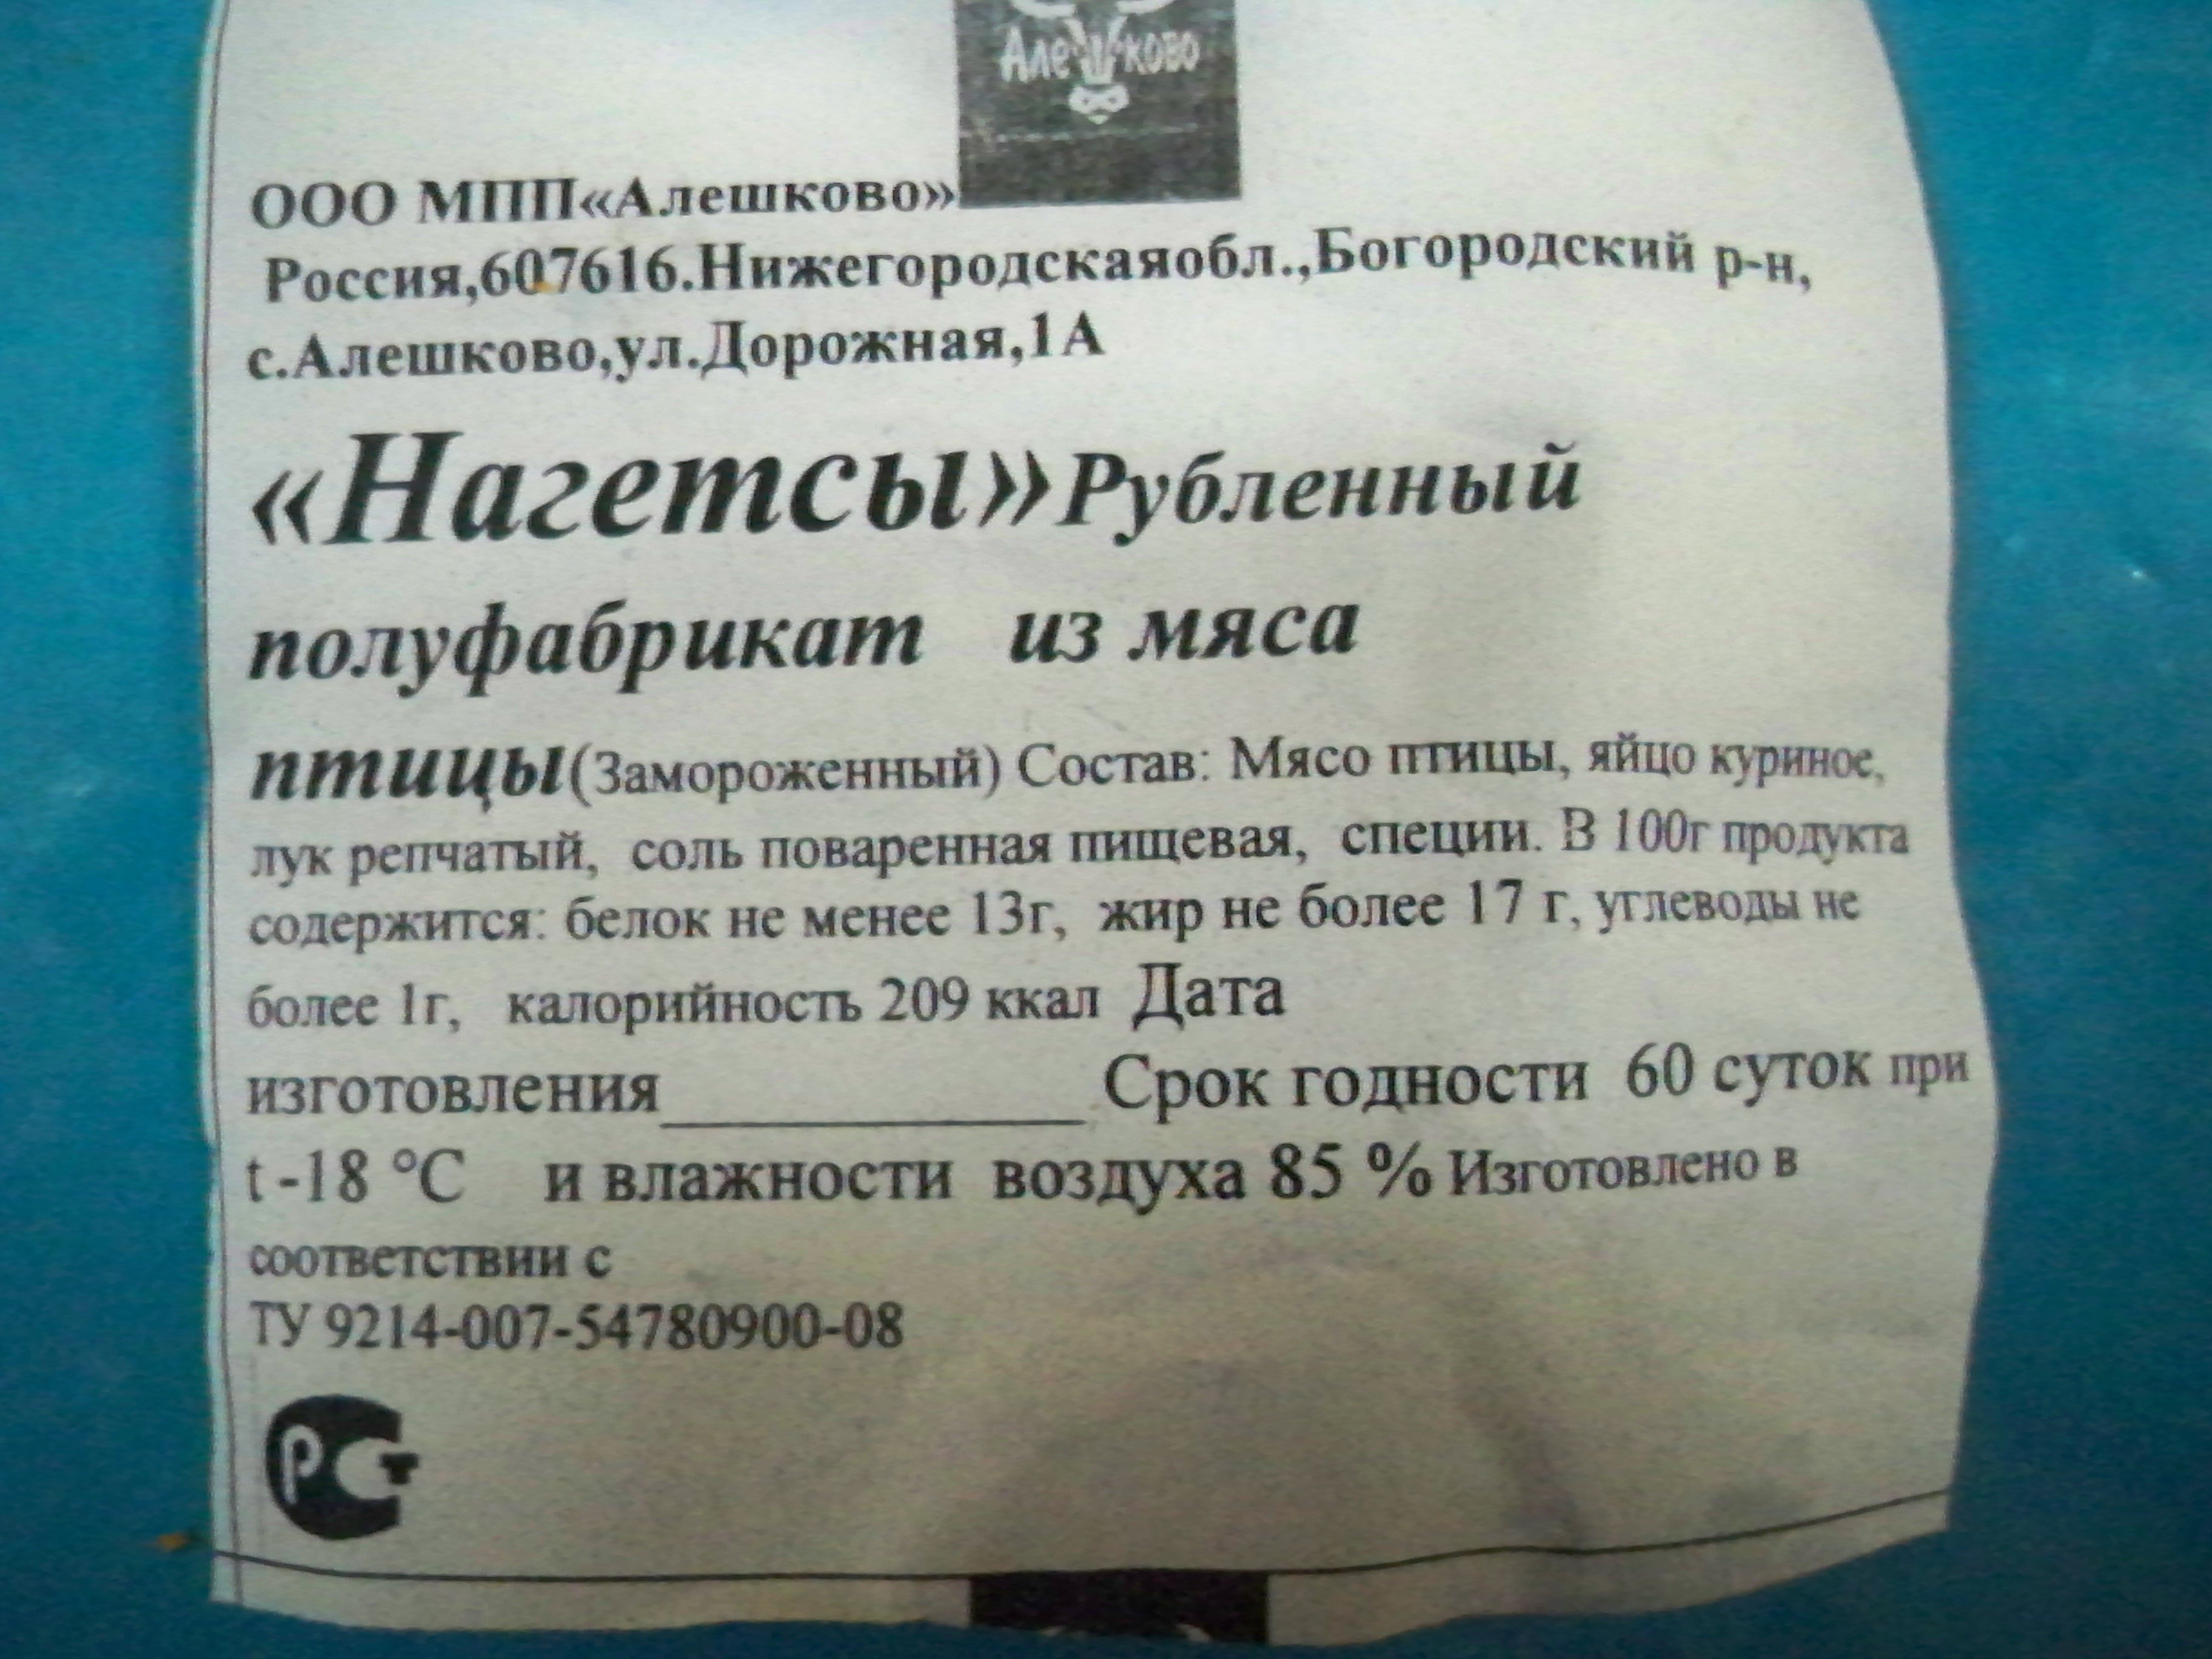 Алешково
ООО МПП«Алешково»
Россия,607616.Нижегородскаяобл.,Богородский р-н,
с.Алешково,ул.Дорожная,1А
«Нагетсы»Рубленный
полуфабрикат из мяса
птицы(Замороженный) Состав: Мясо птицы, яйцо куриное,
лук репчатый, соль поваренная пищевая, специи. В 100г продукта
содержится: белок не менее 13г, жир не более 17 г, углеводы не
более 1г, калорийность 209 ккал Дата
изготовления____________ Срок годности 60 суток при
t -18 °C и влажности воздуха 85 % Изготовлено в
соответствии с
ТУ 9214-007-54780900-08
РСТ